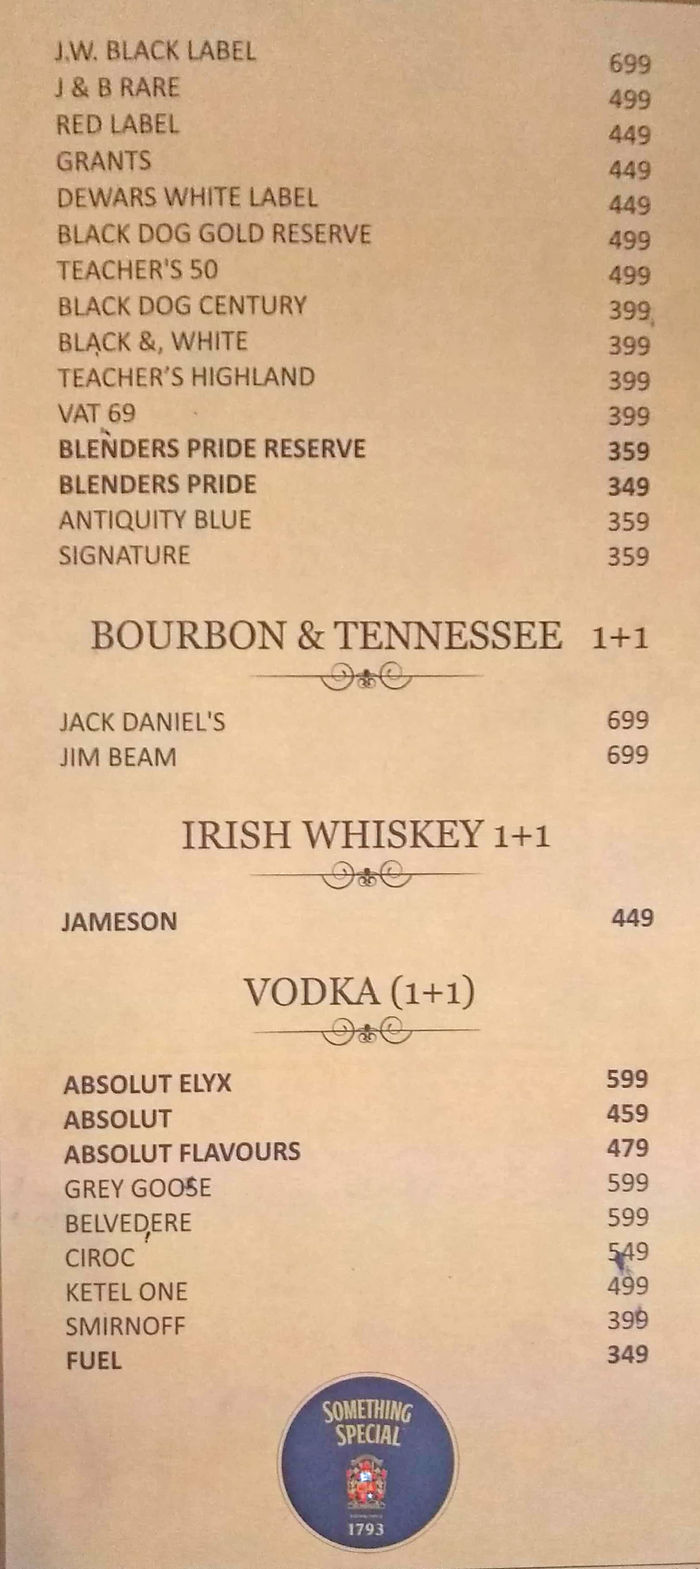 J.W. BLACK LABEL 699
J & B RARE 499
RED LABEL 449
GRANTS 449
DEWARS WHITE LABEL 449
BLACK DOG GOLD RESERVE 499
TEACHER'S 50 499
BLACK DOG CENTURY 399
BLACK &, WHITE 399
TEACHER'S HIGHLAND 399
VAT 69 399
BLENDERS PRIDE RESERVE 359
BLENDERS PRIDE 349
ANTIQUITY BLUE 359
SIGNATURE 359
BOURBON & TENNESSEE 1+1
JACK DANIEL'S 699
JIM BEAM 699
IRISH WHISKEY 1+1
JAMESON 449
VODKA (1+1)
ABSOLUT ELYX 599
ABSOLUT 459
ABSOLUT FLAVOURS 479
GREY GOOSE 599
BELVEDERE 599
CIROC 549
KETEL ONE 499
SMIRNOFF 399
FUEL 349
SOMETHING
SPECIAL
1793